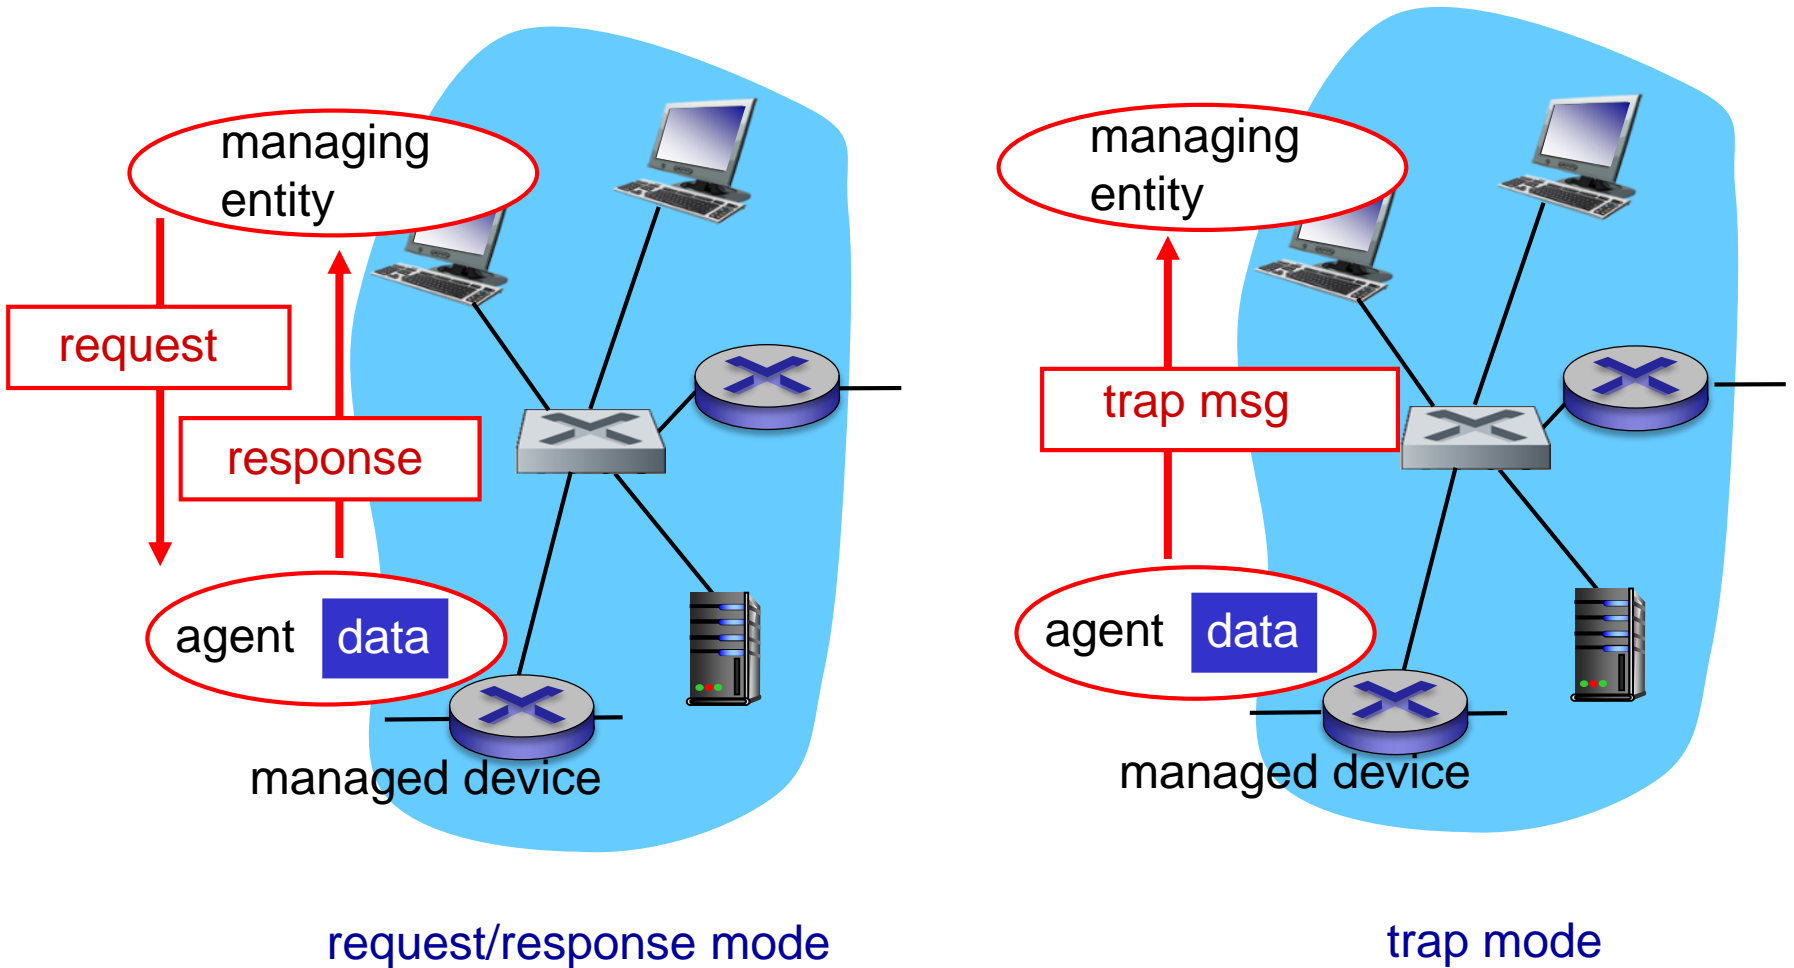 managing
entity
request
response
agent
data
managed device
request/response mode
managing
entity
trap msg
agent
data
managed device
trap mode